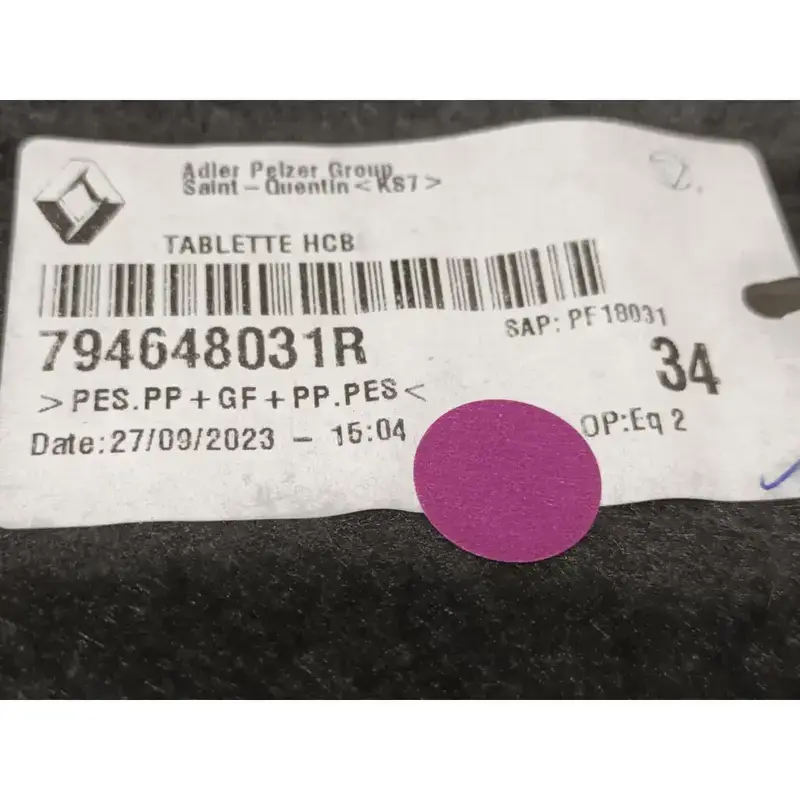 Adler Pelzer Group
Saint-Quentin <KS7>
TABLETTE HCB
SAP: PF18031
794648031R
34
>PES.PP+GF+PP.PES<
OP:Eq 2
Date:27/09/2023 - 15:04